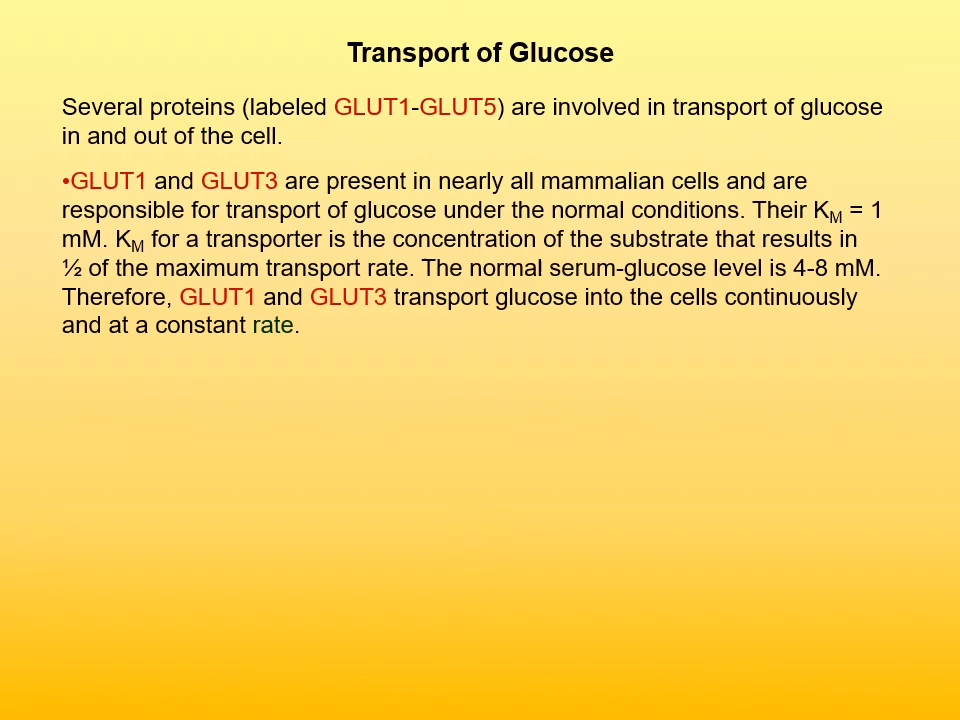 Transport of Glucose
Several proteins (labeled GLUT1-GLUT5) are involved in transport of glucose
in and out of the cell.
•GLUT1 and GLUT3 are present in nearly all mammalian cells and are
responsible for transport of glucose under the normal conditions. Their KM = 1
mM. KM for a transporter is the concentration of the substrate that results in
½ of the maximum transport rate. The normal serum-glucose level is 4-8 mM.
Therefore, GLUT1 and GLUT3 transport glucose into the cells continuously
and at a constant rate.